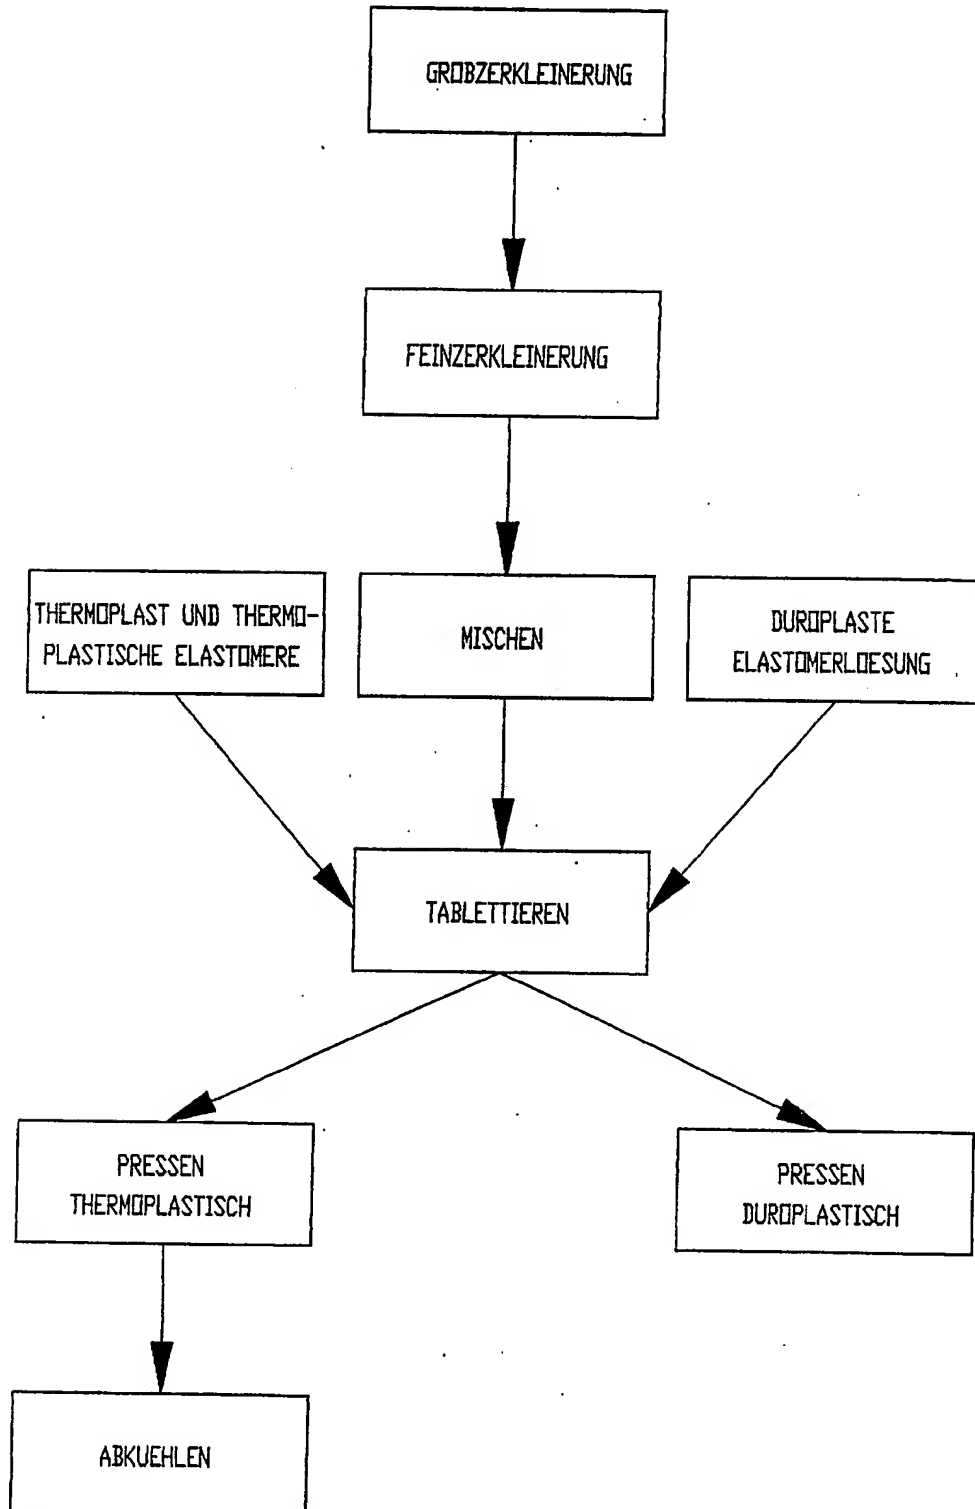 GROBZERKLEINERUNG
FEINZERKLEINERUNG
THERMOPLAST UND THERMO-
PLASTISCHE ELASTOMERE
MISCHEN
DUROPLASTE
ELASTOMERLOESUNG
TABLETTIEREN
PRESSEN
THERMOPLASTISCH
PRESSEN
DUROPLASTISCH
ABKUEHLEN